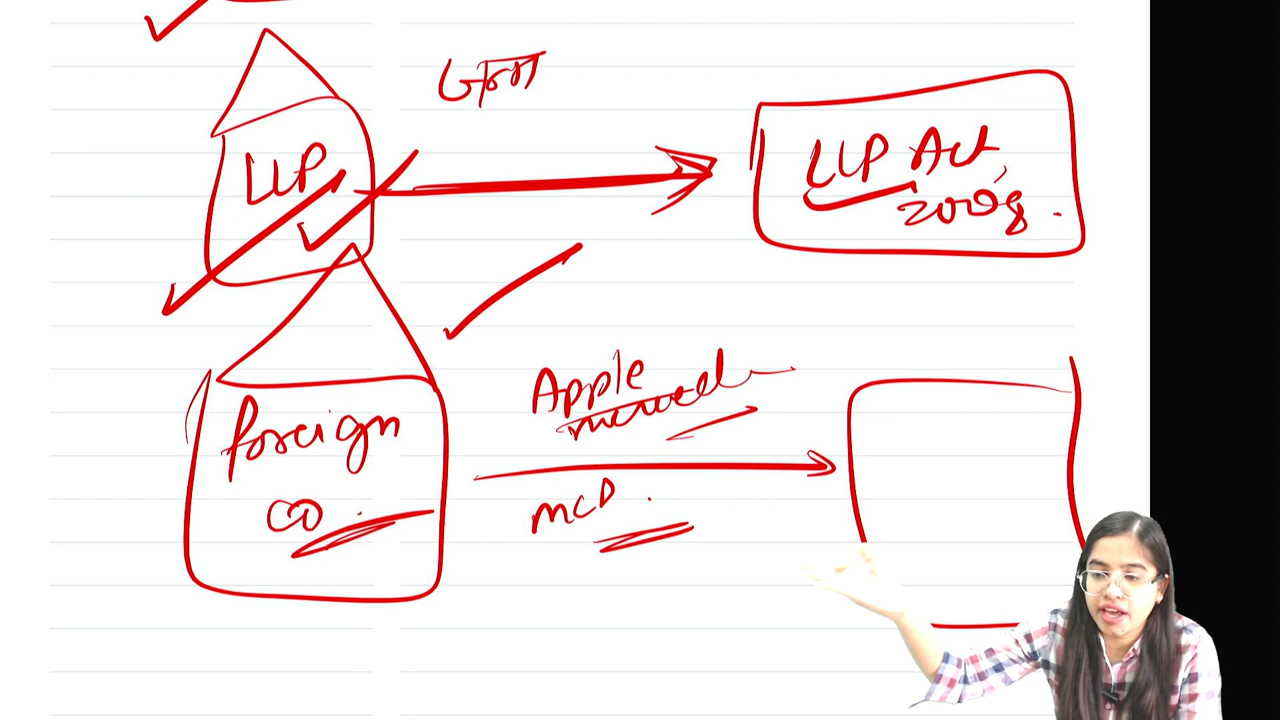 LLP
LLP Act,
2008.
foreign
co.
Apple
MCD.